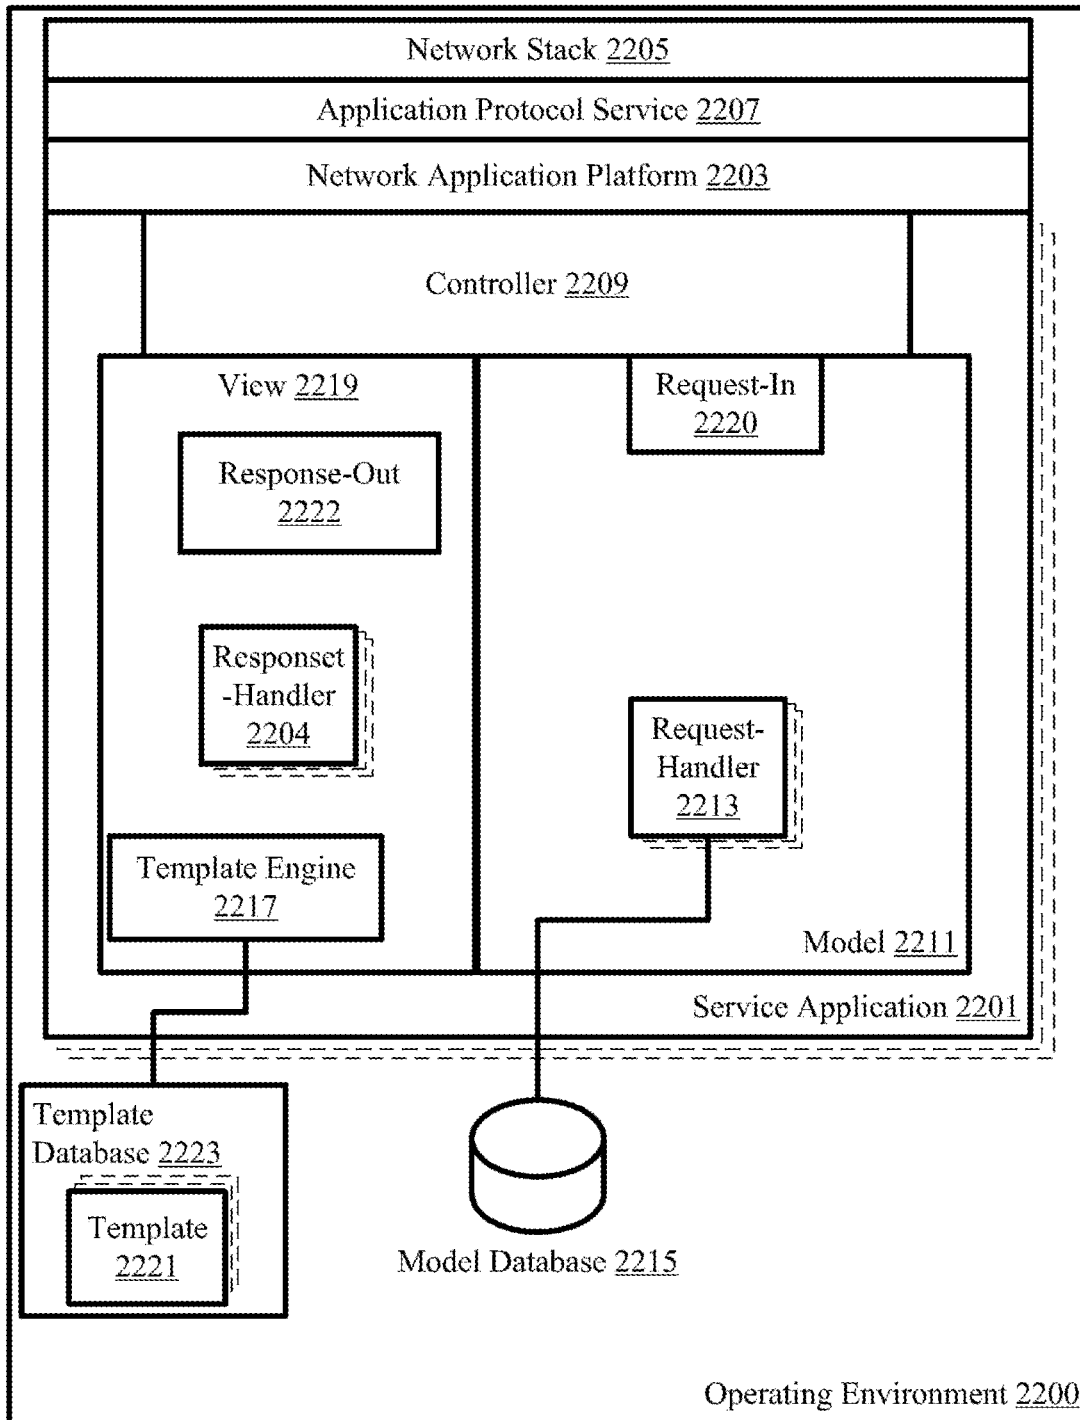 Network Stack 2205
Application Protocol Service 2207
Network Application Platform 2203
Controller 2209
View 2219
Response-Out
2222
Responset
-Handler
2204
Template Engine
2217
Request-In
2220
Request-
Handler
2213
Model 2211
Service Application 2201
Template
Database 2223
Template
2221
Model Database 2215
Operating Environment 2200